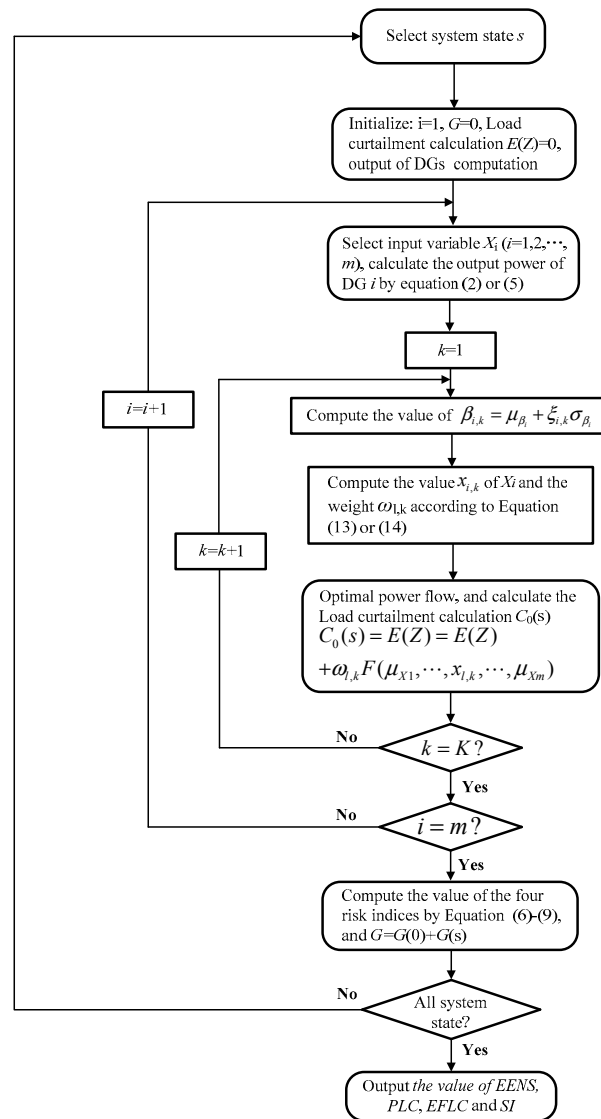 Select system state s
Initialize: i=1, G=0, Load
curtailment calculation E(Z)=0,
output of DGs computation
Select input variable Xi (i=1,2,⋯,
m), calculate the output power of
DG i by equation (2) or (5)
k=1
i=i+1
Compute the value of β_{i,k} = μ_{β_i} + ξ_{i,k}σ_{β_i}
Compute the value x_{i,k} of Xi and the
weight ω_{l,k} according to Equation
(13) or (14)
k=k+1
Optimal power flow, and calculate the
Load curtailment calculation C_0(s)
C_0(s) = E(Z) = E(Z)
+ω_{l,k}F(μ_{X1},⋯,x_{l,k},⋯,μ_{Xm})
No
k = K ?
Yes
No
i = m ?
Yes
Compute the value of the four
risk indices by Equation (6)-(9),
and G=G(0)+G(s)
No
All system
state?
Yes
Output the value of EENS,
PLC, EFLC and SI